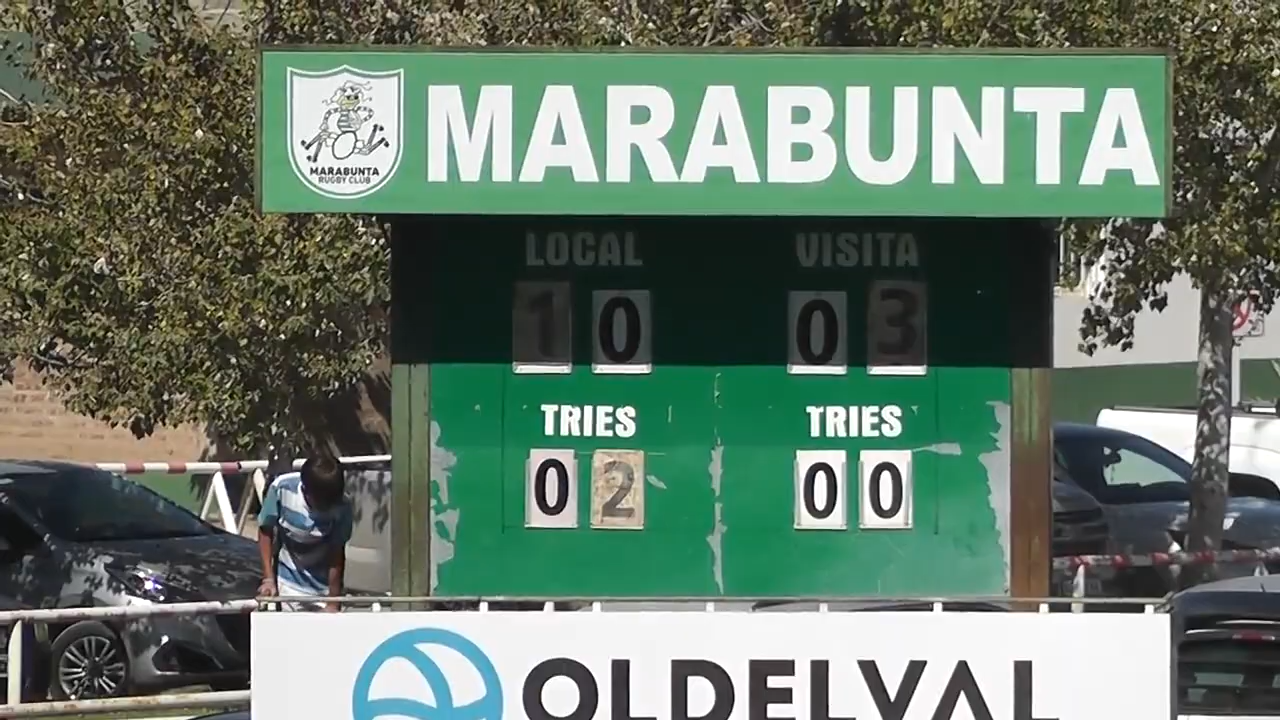 MARABUNTA
RUGBY CLUB
MARABUNTA
LOCAL VISITA
10 03
TRIES TRIES
02 00
OLDELVAL